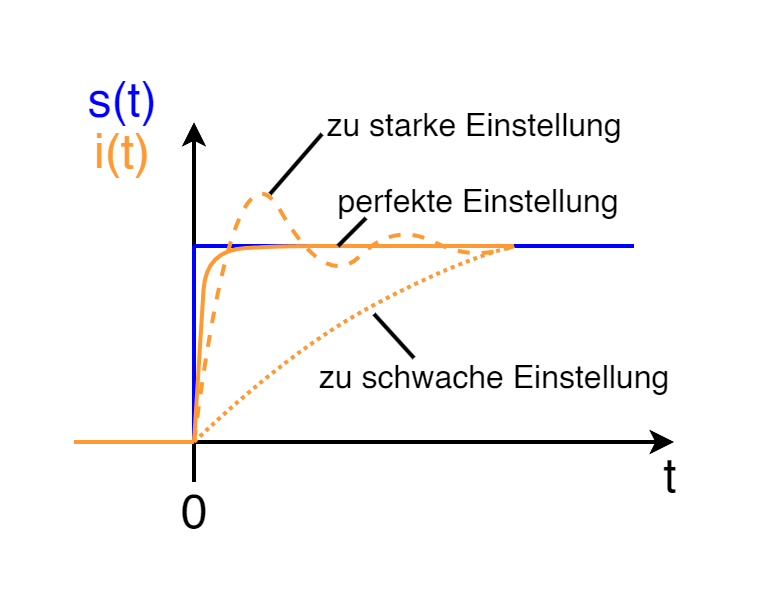 s(t)
i(t)
zu starke Einstellung
perfekte Einstellung
zu schwache Einstellung
t
0